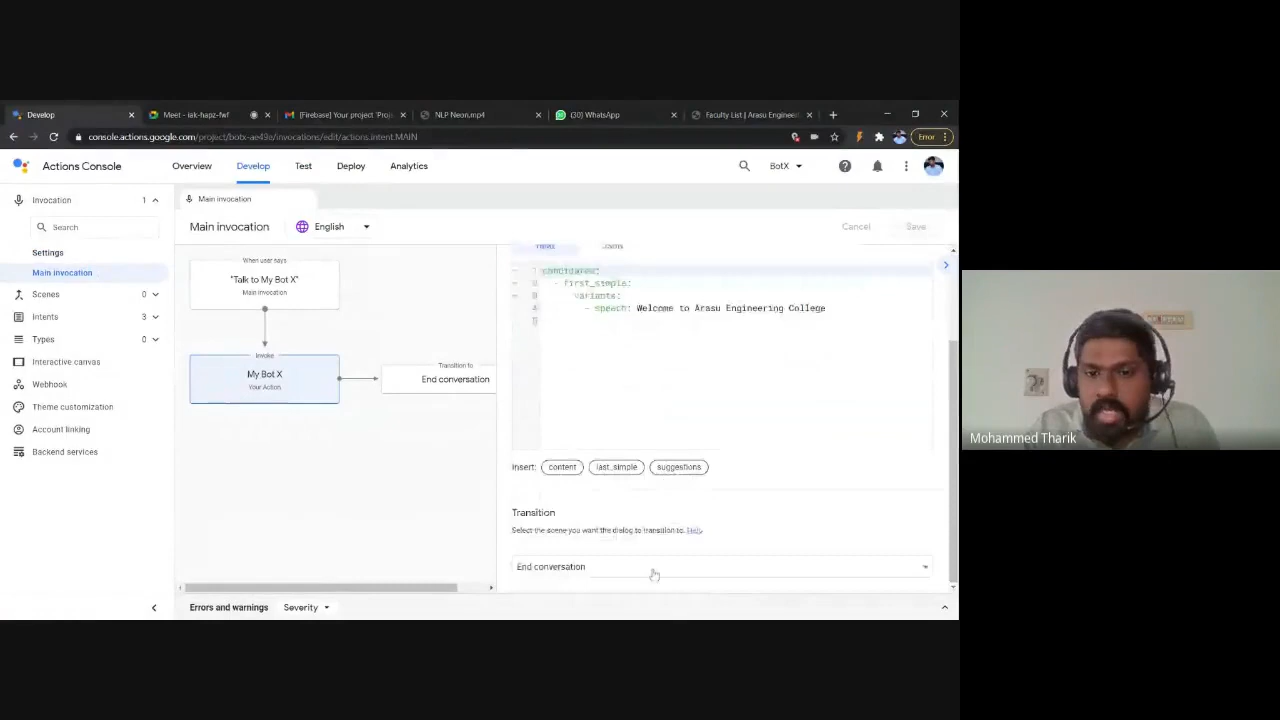 Develop
Meet - iak-hapz-fwf
[Firebase] Your project 'Proj
NLP Neon.mp4
(30) WhatsApp
Faculty List | Arasu Engineeri
console.actions.google.com/project/botx-ae49e/invocations/edit/actions.intent.MAIN
Error
Actions Console
Overview
Develop
Test
Deploy
Analytics
BotX
Invocation 1
Search
Settings
Main invocation
Scenes 0
Intents 3
Types 0
Interactive canvas
Webhook
Theme customization
Account linking
Backend services
Main invocation
Main invocation
English
Cancel
Save
When user says
"Talk to My Bot X"
Main invocation
Invoke
My Bot X
Your Action
Transition to
End conversation
candidates:
- first_simple:
variants:
- speech: Welcome to Arasu Engineering College
Insert: content last_simple suggestions
Transition
Select the scene you want the dialog to transition to. Help
End conversation
Errors and warnings
Severity
Mohammed Tharik